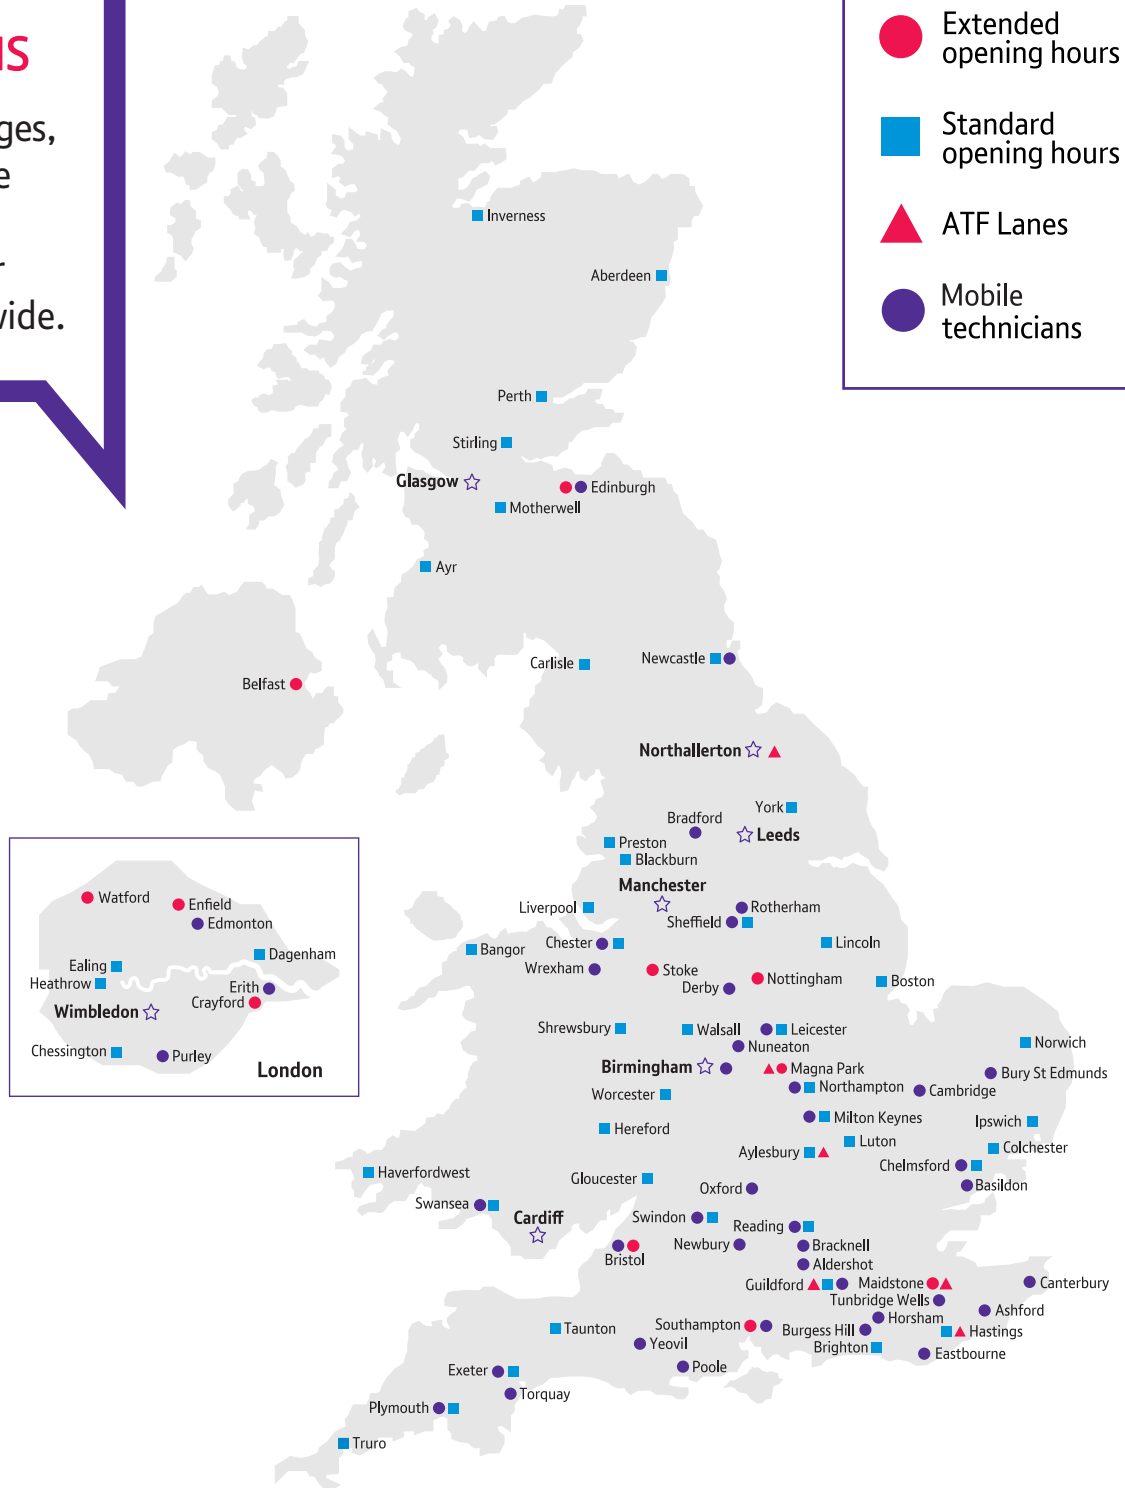 ges,
wide.
Extended
opening hours
Standard
opening hours
ATF Lanes
Mobile
technicians
Inverness
Aberdeen
Perth
Stirling
Glasgow
Edinburgh
Motherwell
Ayr
Carlisle
Newcastle
Belfast
Northallerton
York
Bradford
Leeds
Preston
Blackburn
Manchester
Liverpool
Rotherham
Sheffield
Chester
Bangor
Lincoln
Wrexham
Stoke
Nottingham
Derby
Boston
Shrewsbury
Walsall
Leicester
Nuneaton
Norwich
Birmingham
Magna Park
Bury St Edmunds
Worcester
Northampton
Cambridge
Hereford
Milton Keynes
Ipswich
Luton
Colchester
Aylesbury
Chelmsford
Haverfordwest
Gloucester
Oxford
Basildon
Swansea
Cardiff
Swindon
Reading
Bristol
Newbury
Bracknell
Aldershot
Guildford
Maidstone
Canterbury
Tunbridge Wells
Ashford
Horsham
Southampton
Burgess Hill
Hastings
Taunton
Yeovil
Brighton
Eastbourne
Poole
Exeter
Torquay
Plymouth
Truro
Watford
Enfield
Edmonton
Dagenham
Ealing
Heathrow
Erith
Crayford
Wimbledon
Chessington
Purley
London